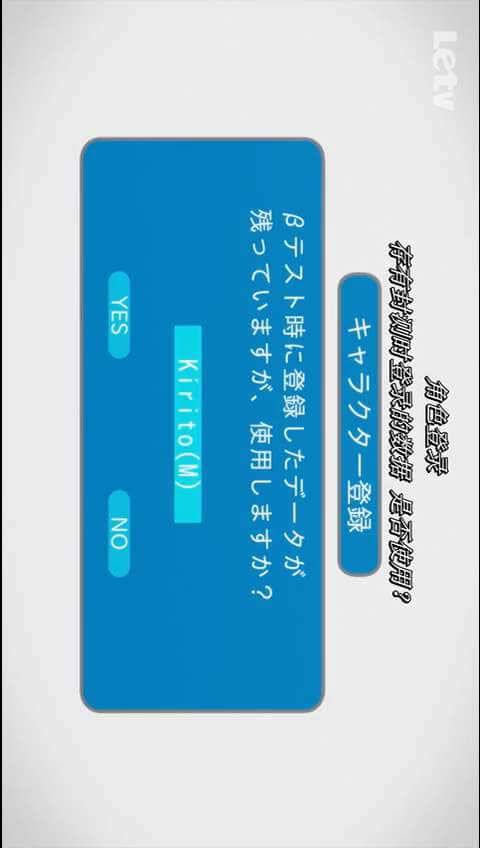 Letv
角色登录
存有封测时登录的数据 是否使用?
キャラクター登録
βテスト時に登録したデータが
残っていますが、使用しますか?
Kirito(M)
YES
NO